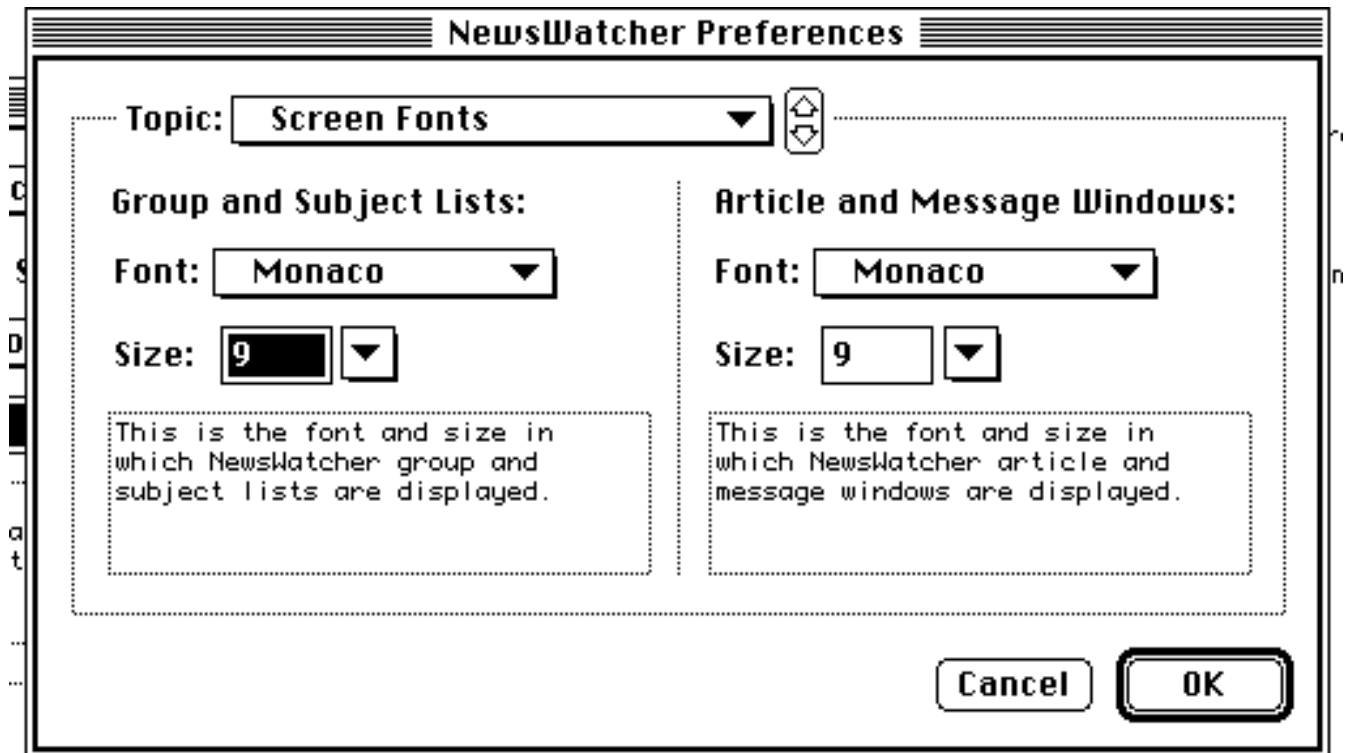 NewsWatcher Preferences
Topic: Screen Fonts
Group and Subject Lists:
Font: Monaco
Size: 9
This is the font and size in
which NewsWatcher group and
subject lists are displayed.
Article and Message Windows:
Font: Monaco
Size: 9
This is the font and size in
which NewsWatcher article and
message windows are displayed.
Cancel
OK